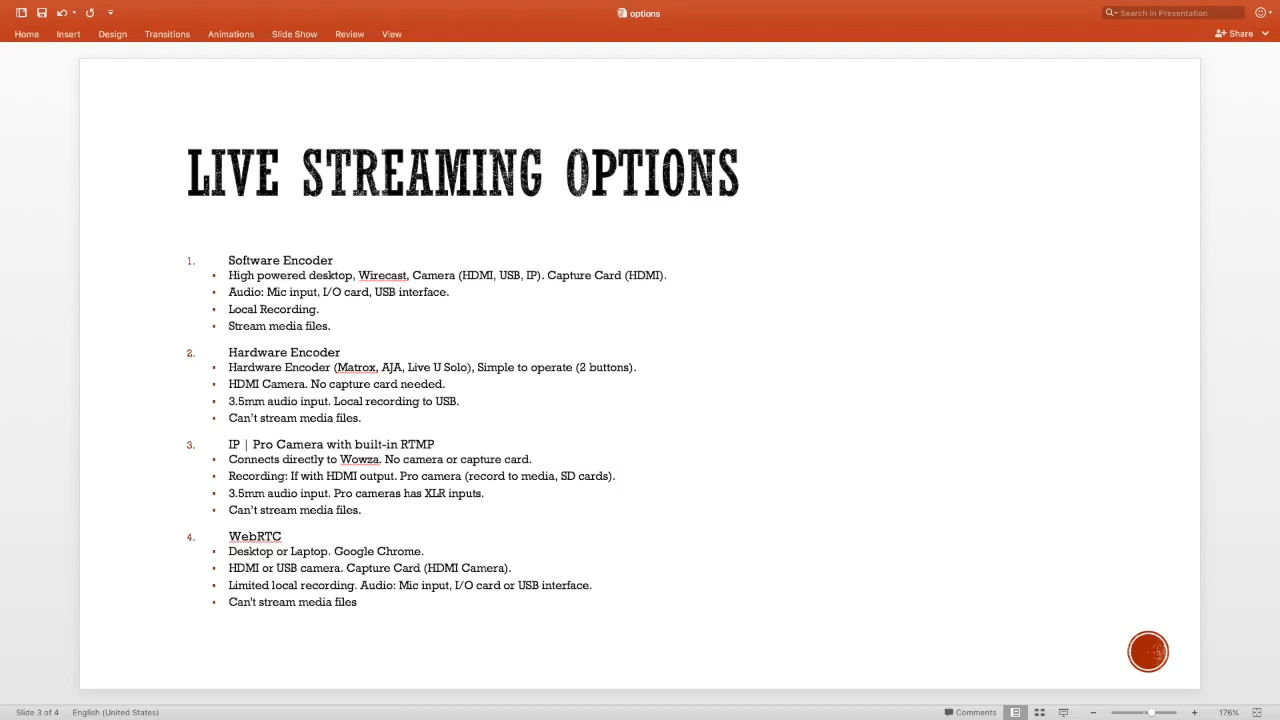 options
Search in Presentation
Home Insert Design Transitions Animations Slide Show Review View
Share
LIVE STREAMING OPTIONS
1. Software Encoder
▪ High powered desktop, Wirecast, Camera (HDMI, USB, IP). Capture Card (HDMI).
▪ Audio: Mic input, I/O card, USB interface.
▪ Local Recording.
▪ Stream media files.
2. Hardware Encoder
▪ Hardware Encoder (Matrox, AJA, Live U Solo), Simple to operate (2 buttons).
▪ HDMI Camera. No capture card needed.
▪ 3.5mm audio input. Local recording to USB.
▪ Can’t stream media files.
3. IP | Pro Camera with built-in RTMP
▪ Connects directly to Wowza. No camera or capture card.
▪ Recording: If with HDMI output. Pro camera (record to media, SD cards).
▪ 3.5mm audio input. Pro cameras has XLR inputs.
▪ Can’t stream media files.
4. WebRTC
▪ Desktop or Laptop. Google Chrome.
▪ HDMI or USB camera. Capture Card (HDMI Camera).
▪ Limited local recording. Audio: Mic input, I/O card or USB interface.
▪ Can't stream media files
Slide 3 of 4 English (United States) Comments 176%